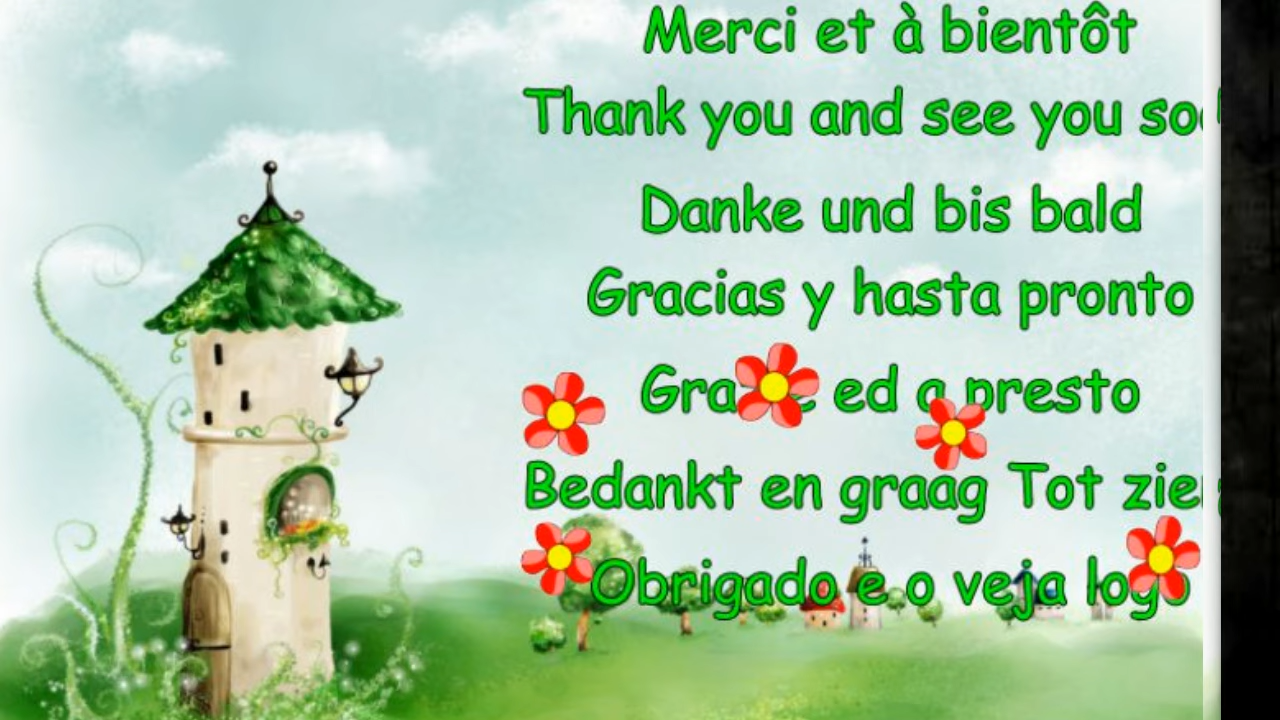 Merci et à bientôt
Thank you and see you
Danke und bis bald
Gracias y hasta pronto
ed a presto
Bedankt en graag Tot
Obrigado e o veja logo